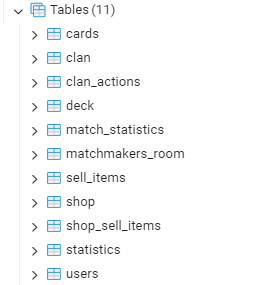 Tables (11)
cards
clan
clan_actions
deck
match_statistics
matchmakers_room
sell_items
shop
shop_sell_items
statistics
users